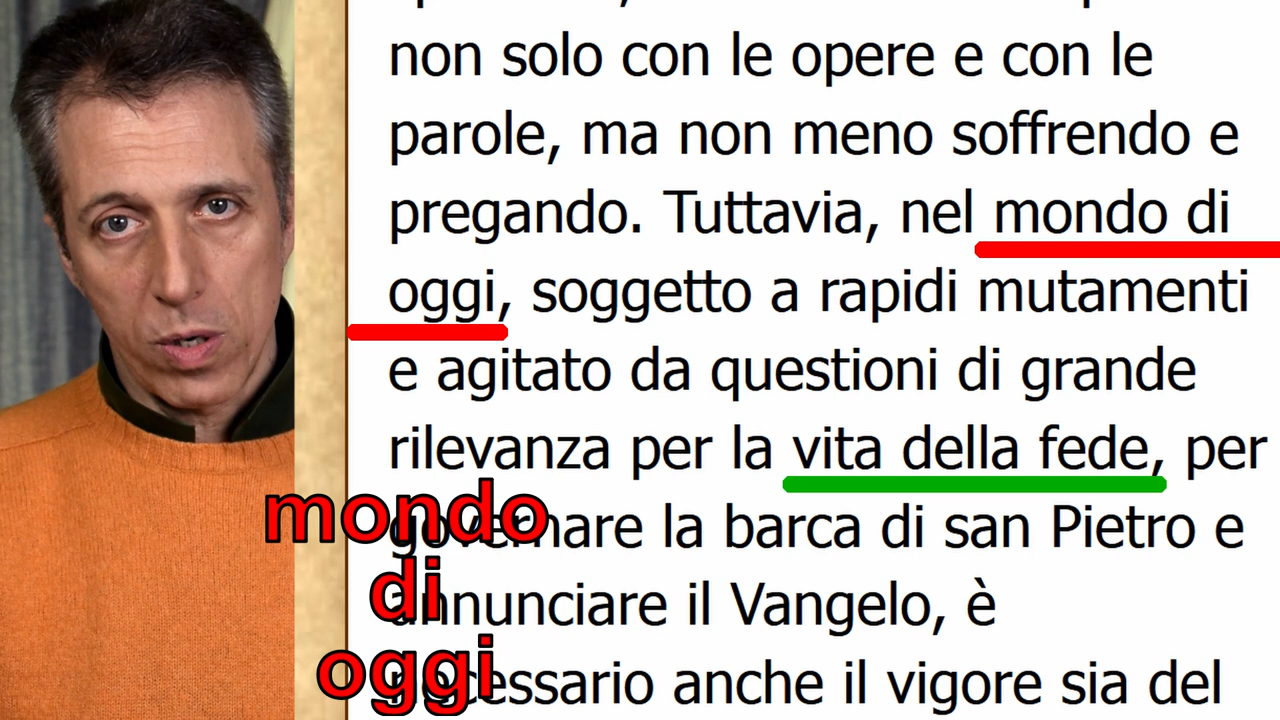 non solo con le opere e con le
parole, ma non meno soffrendo e
pregando. Tuttavia, nel mondo di
oggi, soggetto a rapidi mutamenti
e agitato da questioni di grande
rilevanza per la vita della fede, per
governare la barca di san Pietro e
annunciare il Vangelo, è
necessario anche il vigore sia del
mondo
di
oggi